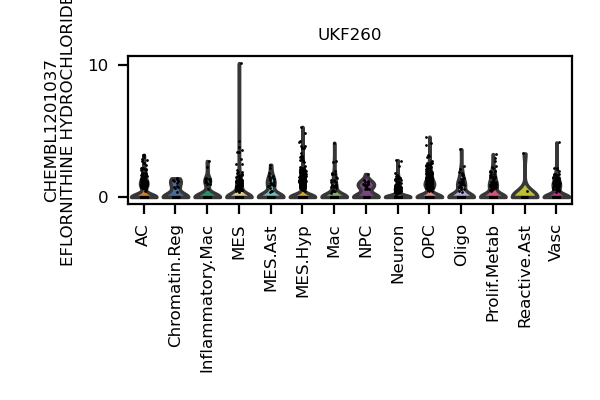 UKF260
CHEMBL1201037
EFLORNITHINE HYDROCHLORIDE
10
0
AC
Chromatin.Reg
Inflammatory.Mac
MES
MES.Ast
MES.Hyp
Mac
NPC
Neuron
OPC
Oligo
Prolif.Metab
Reactive.Ast
Vasc